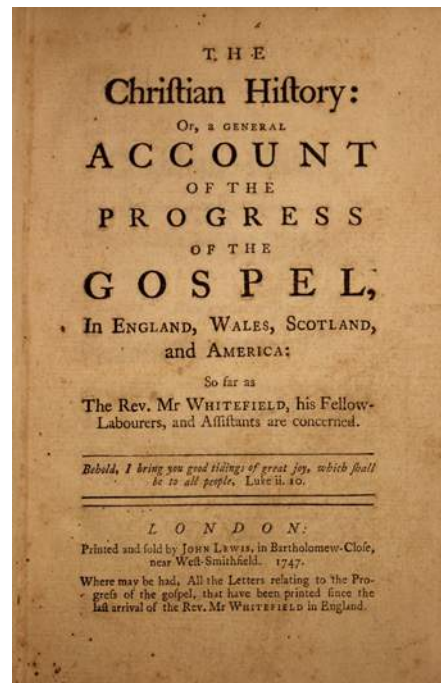 THE
Chriſtian Hiſtory:
Or, a GENERAL
ACCOUNT
OF THE
PROGRESS
OF THE
GOSPEL,
In ENGLAND, WALES, SCOTLAND,
and AMERICA:
So far as
The Rev. Mr WHITEFIELD, his Fellow-
Labourers, and Aſſiſtants are concerned.
Behold, I bring you good tidings of great joy, which ſhall
be to all people, Luke ii. 10.
LONDON:
Printed and ſold by JOHN LEWIS, in Bartholomew-Cloſe,
near Weſt-Smithfield. 1747.
Where may be had, All the Letters relating to the Pro-
greſs of the goſpel, that have been printed ſince the
laſt arrival of the Rev. Mr WHITEFIELD in England.